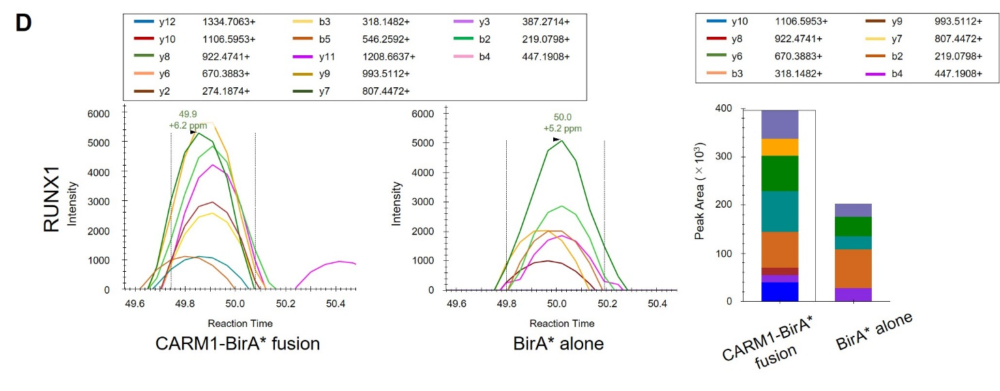 D
y12 1334.7063+ b3 318.1482+ y3 387.2714+
y10 1106.5953+ b5 546.2592+ b2 219.0798+
y8 922.4741+ y11 1208.6637+ b4 447.1908+
y6 670.3883+ y9 993.5112+
y2 274.1874+ y7 807.4472+
y10 1106.5953+ y9 993.5112+
y8 922.4741+ y7 807.4472+
y6 670.3883+ b2 219.0798+
b3 318.1482+ b4 447.1908+
RUNX1
Intensity
6000
5000
4000
3000
2000
1000
0
49.9
+6.2 ppm
49.6 49.8 50.0 50.2 50.4
Reaction Time
CARM1-BirA* fusion
Intensity
6000
5000
4000
3000
2000
1000
0
50.0
+5.2 ppm
49.6 49.8 50.0 50.2 50.4
Reaction Time
BirA* alone
Peak Area (×10³)
400
300
200
100
0
CARM1-BirA*
fusion
BirA* alone